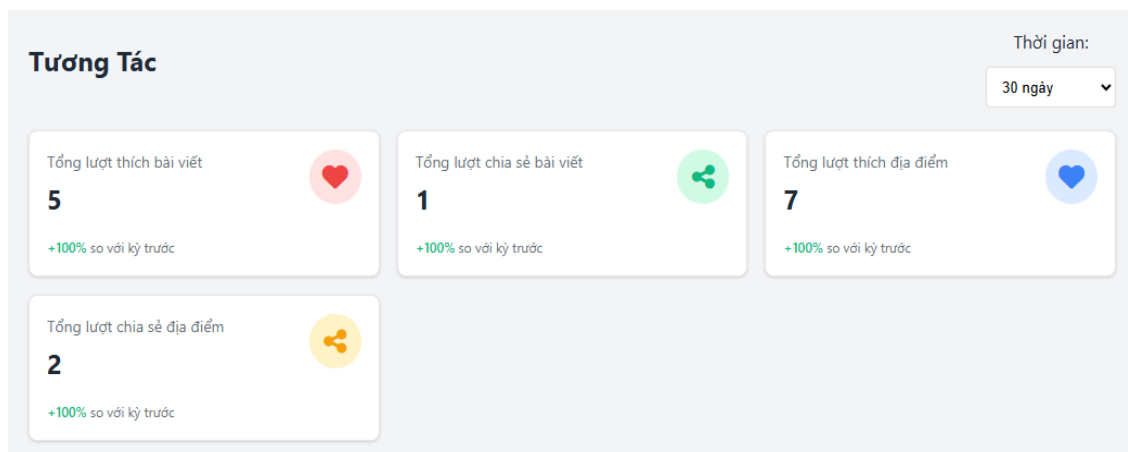 Tương Tác
Thời gian:
30 ngày
Tổng lượt thích bài viết
5
+100% so với kỳ trước
Tổng lượt chia sẻ bài viết
1
+100% so với kỳ trước
Tổng lượt thích địa điểm
7
+100% so với kỳ trước
Tổng lượt chia sẻ địa điểm
2
+100% so với kỳ trước